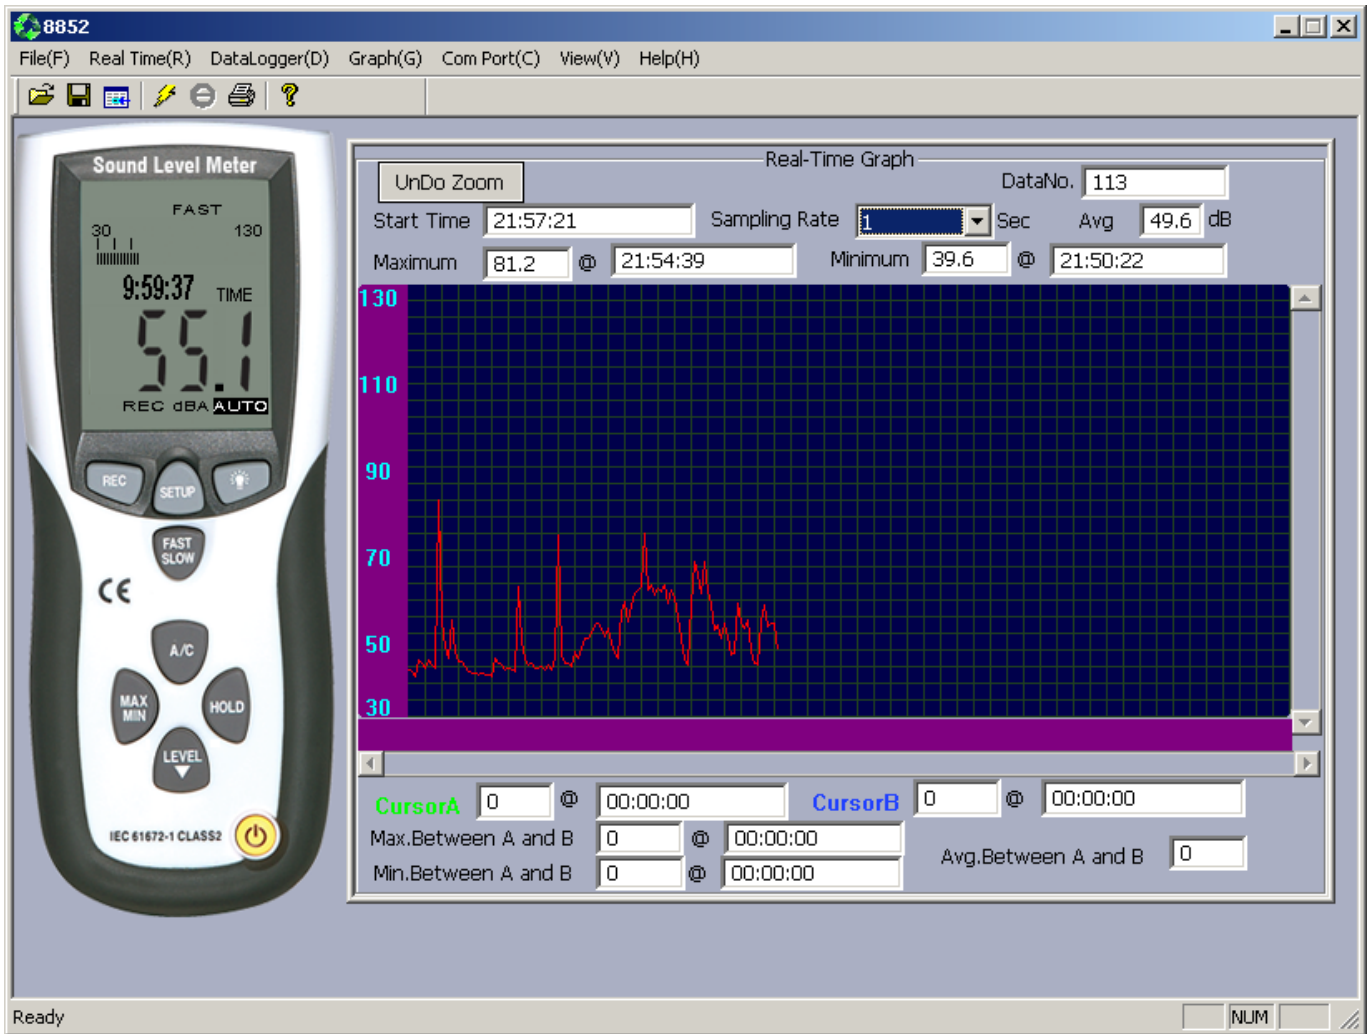 8852
File(F) Real Time(R) DataLogger(D) Graph(G) Com Port(C) View(V) Help(H)
Sound Level Meter
FAST
30 130
9:59:37 TIME
55.1
REC dBA AUTO
REC SETUP
FAST
SLOW
CE
A/C
MAX
MIN
HOLD
LEVEL
IEC 61672-1 CLASS2
Real-Time Graph
UnDo Zoom DataNo. 113
Start Time 21:57:21 Sampling Rate 1 Sec Avg 49.6 dB
Maximum 81.2 @ 21:54:39 Minimum 39.6 @ 21:50:22
130
110
90
70
50
30
CursorA 0 @ 00:00:00 CursorB 0 @ 00:00:00
Max.Between A and B 0 @ 00:00:00
Avg.Between A and B 0
Min.Between A and B 0 @ 00:00:00
Ready NUM